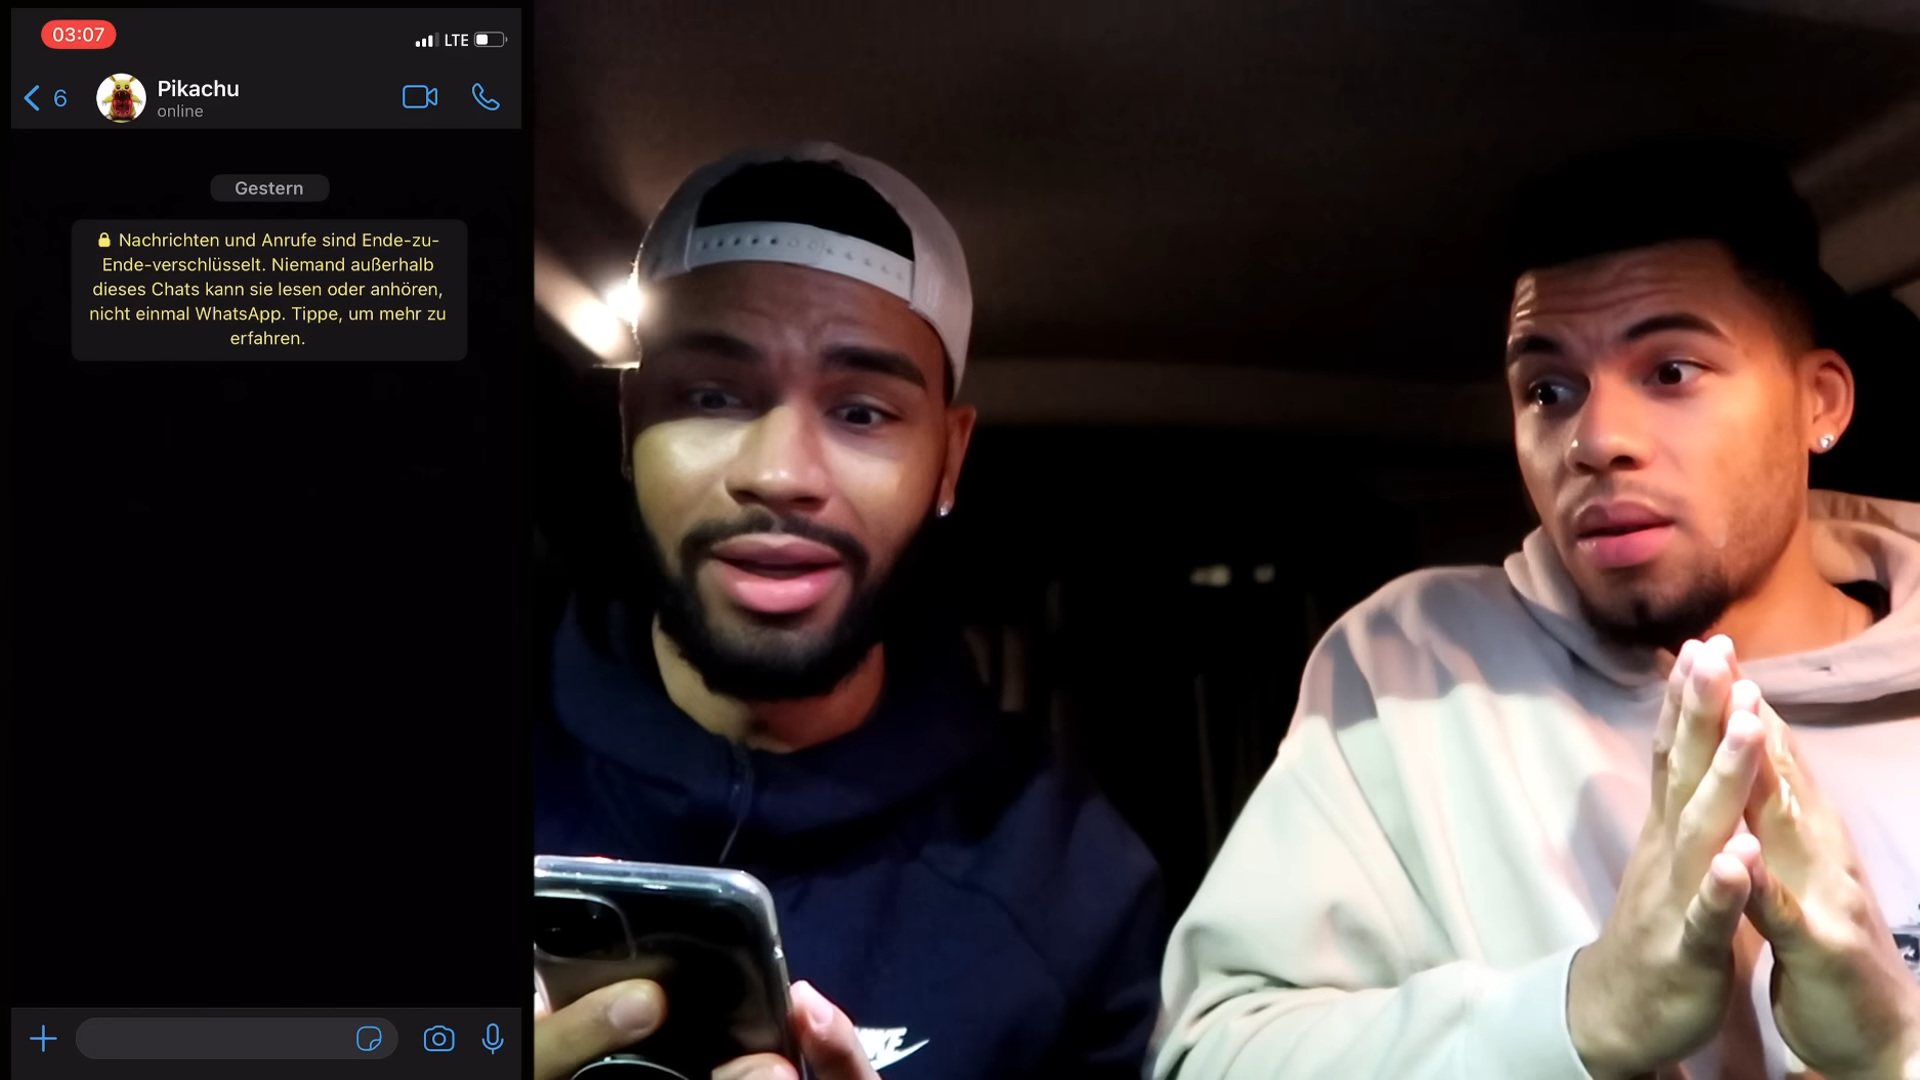 03:07
LTE
6
Pikachu
online
Gestern
Nachrichten und Anrufe sind Ende-zu-
Ende-verschlüsselt. Niemand außerhalb
dieses Chats kann sie lesen oder anhören,
nicht einmal WhatsApp. Tippe, um mehr zu
erfahren.